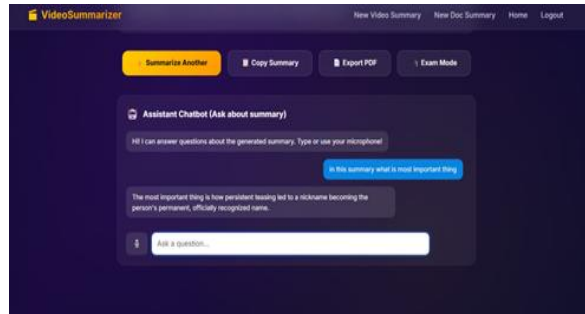 VideoSummarizer
New Video Summary New Doc Summary Home Logout
Summarize Another Copy Summary Export PDF Exam Mode
Assistant Chatbot (Ask about summary)
Hi! I can answer questions about the generated summary. Type or use your microphone!
in this summary what is most important thing
The most important thing is how persistent teasing led to a nickname becoming the
person's permanent, officially recognized name.
Ask a question...